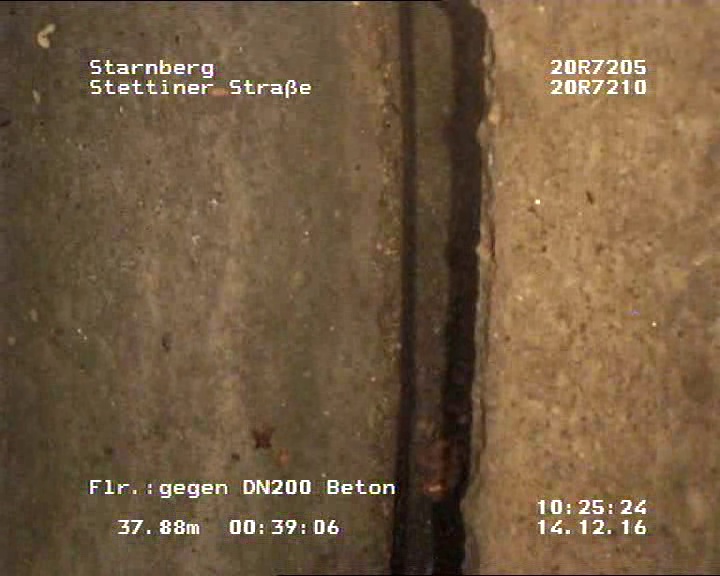 Starnberg
Stettiner Straße
20R7205
20R7210
Flr.:gegen DN200 Beton
37.88m 00:39:06
10:25:24
14.12.16